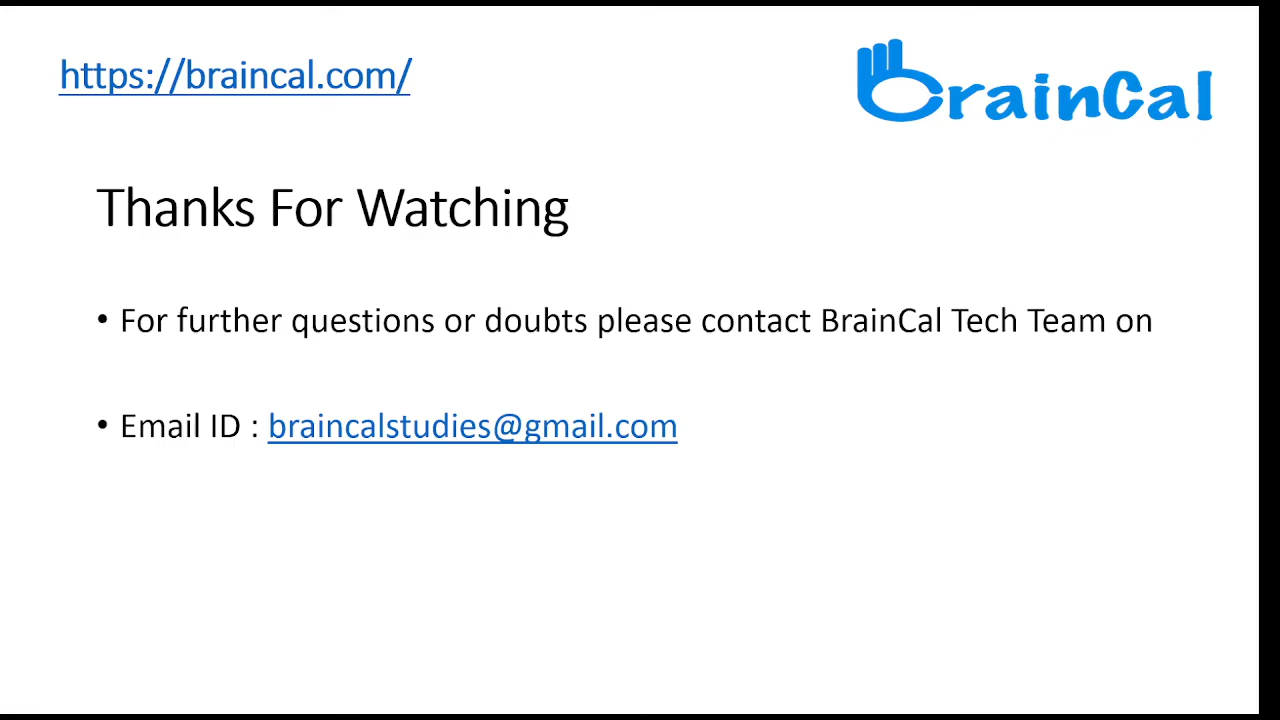 https://braincal.com/
BrainCal
Thanks For Watching
• For further questions or doubts please contact BrainCal Tech Team on
• Email ID : braincalstudies@gmail.com